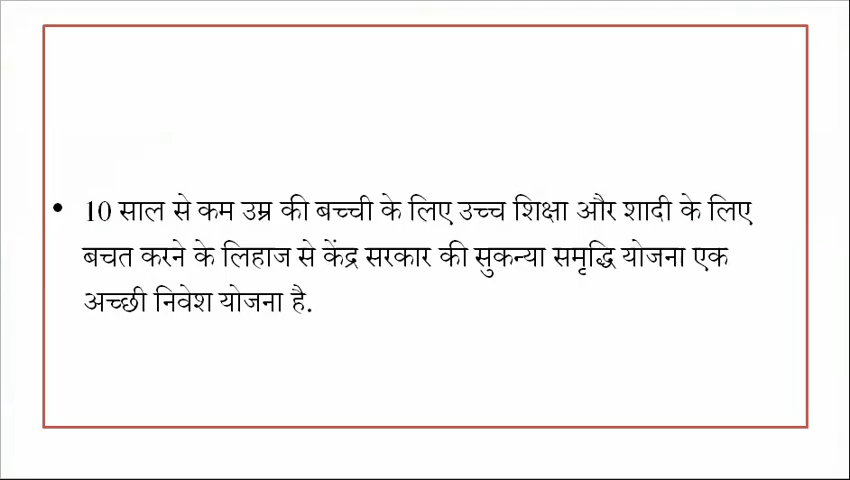 • 10 साल से कम उम्र की बच्ची के लिए उच्च शिक्षा और शादी के लिए
बचत करने के लिहाज से केंद्र सरकार की सुकन्या समृद्धि योजना एक
अच्छी निवेश योजना है.